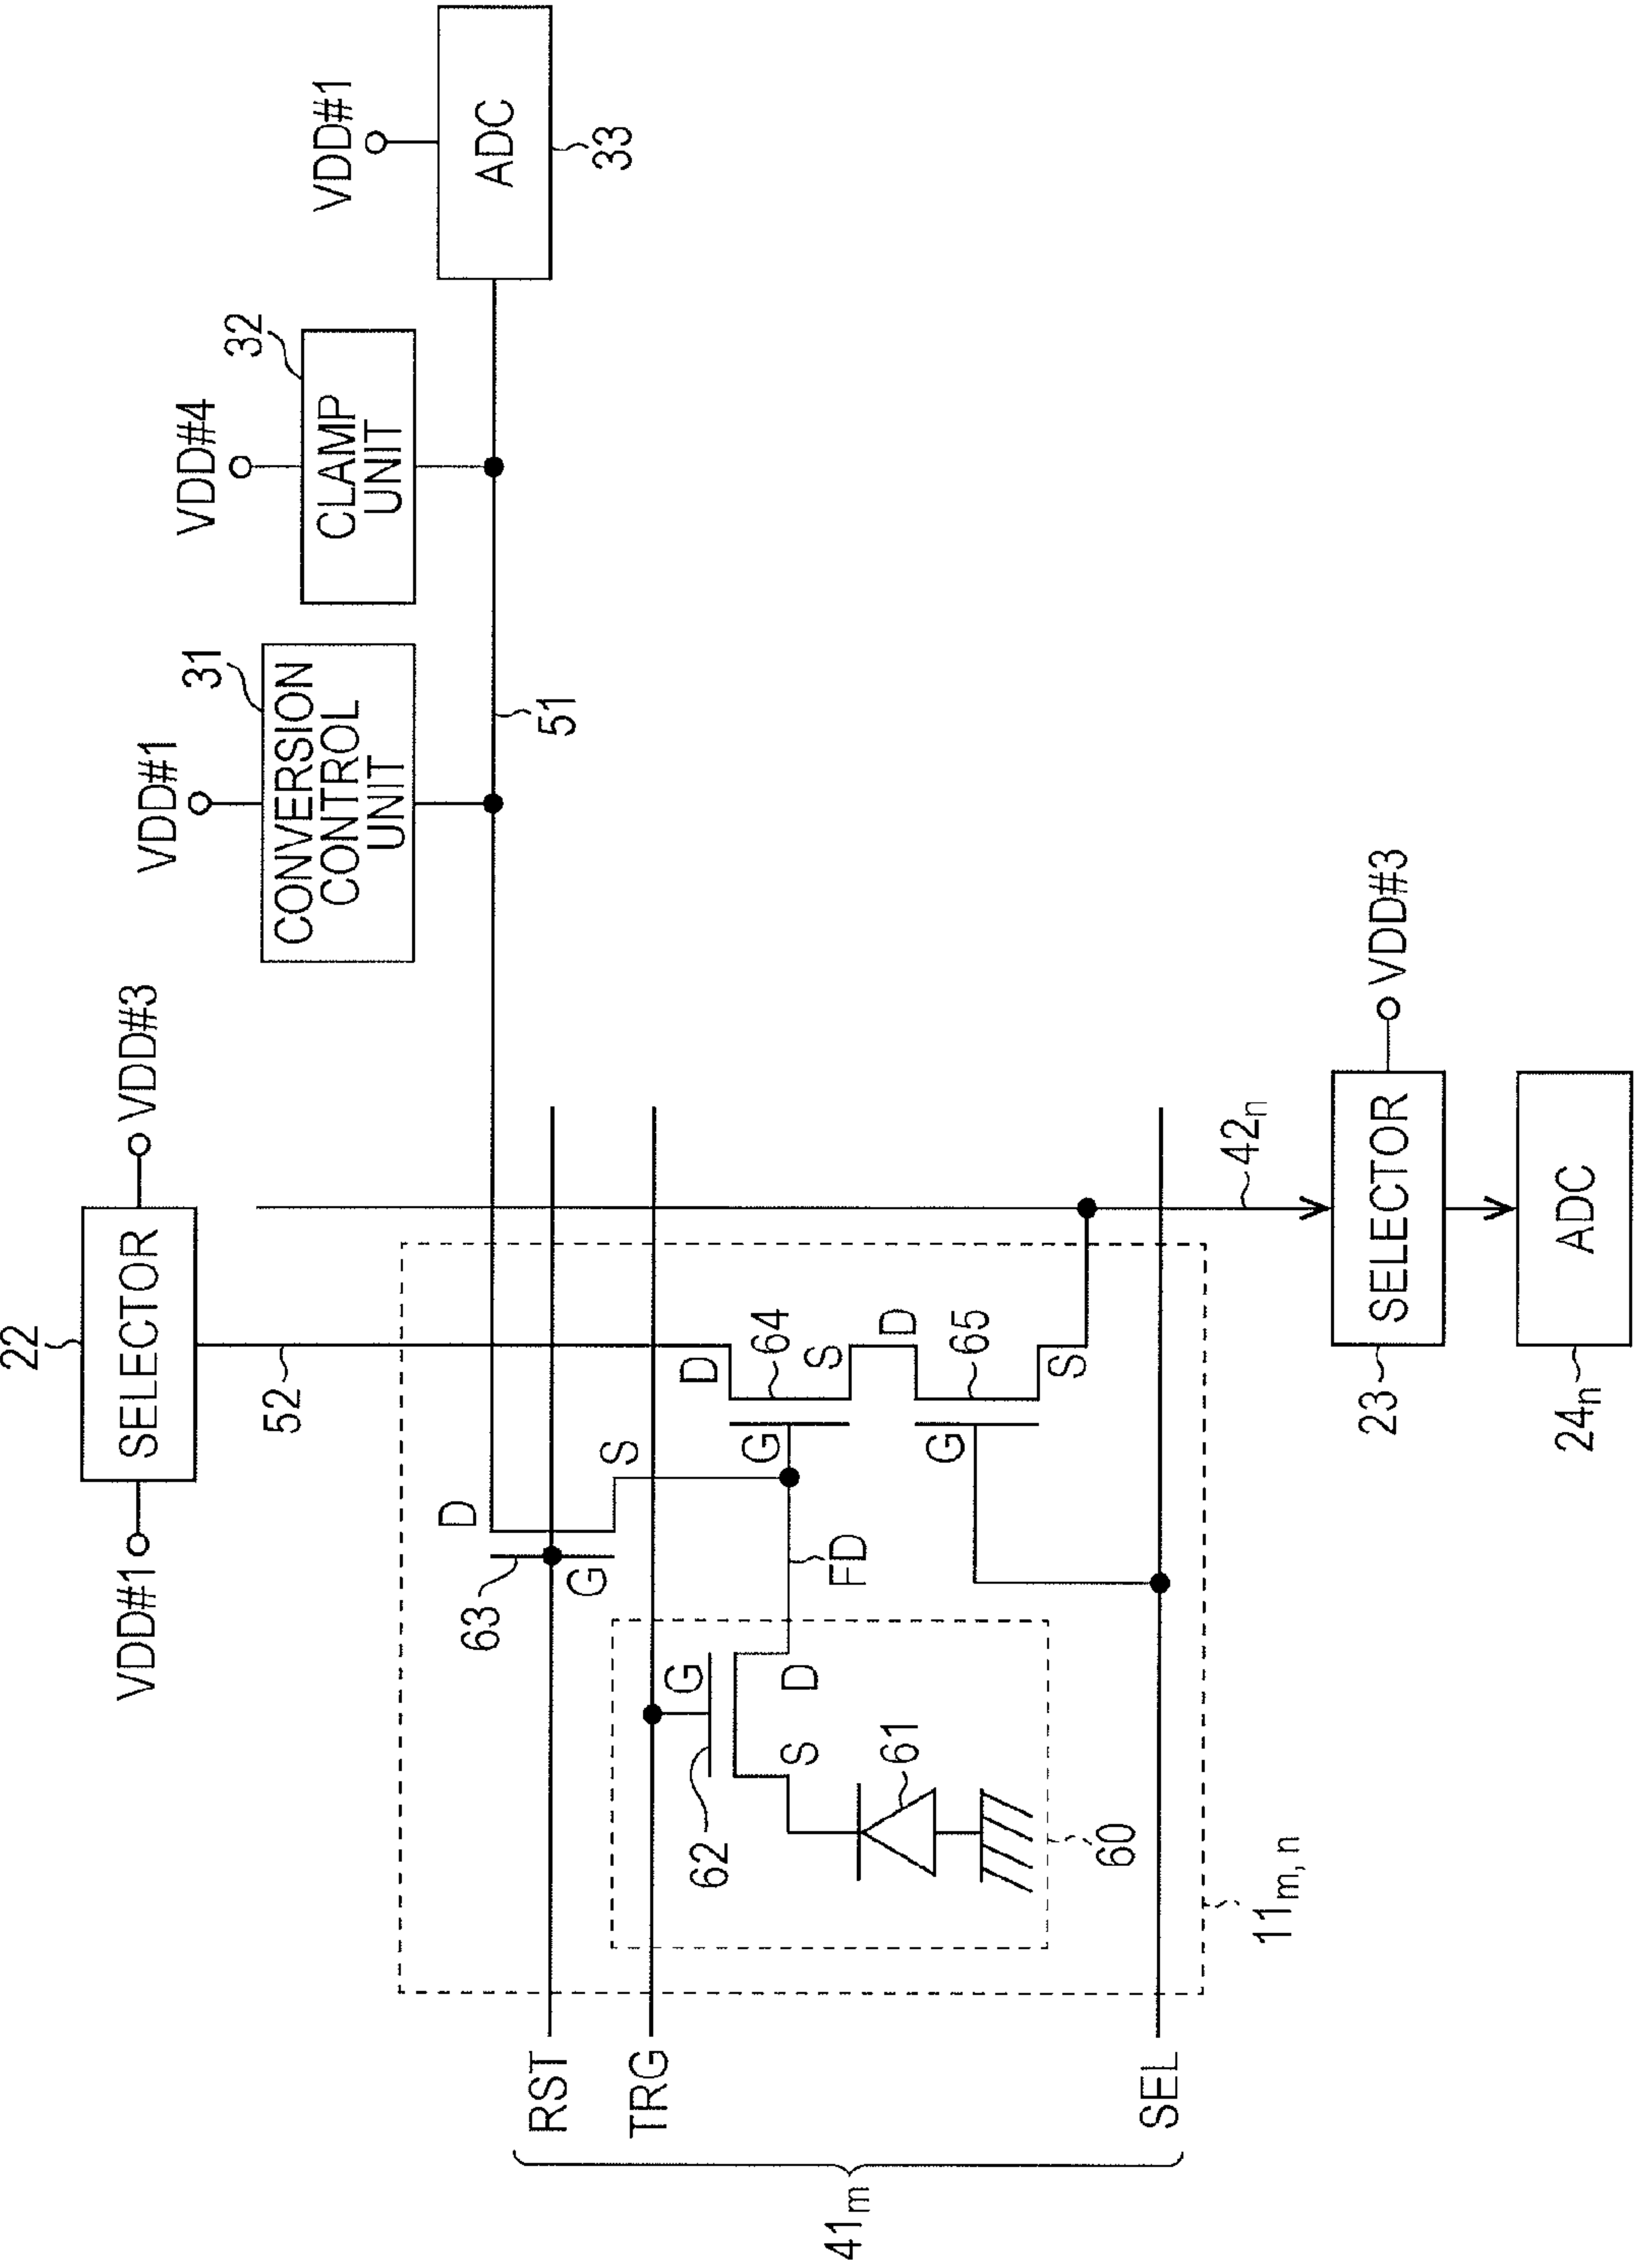 22
VDD#1
SELECTOR
VDD#3
52
VDD#1
31
CONVERSION
CONTROL
UNIT
VDD#4
32
CLAMP
UNIT
VDD#1
ADC
33
51
RST
TRG
SEL
41m
63
D
G
S
62
G
S
D
61
60
FD
D
G
S
64
D
G
S
65
11m,n
42n
SELECTOR
VDD#3
23
ADC
24n